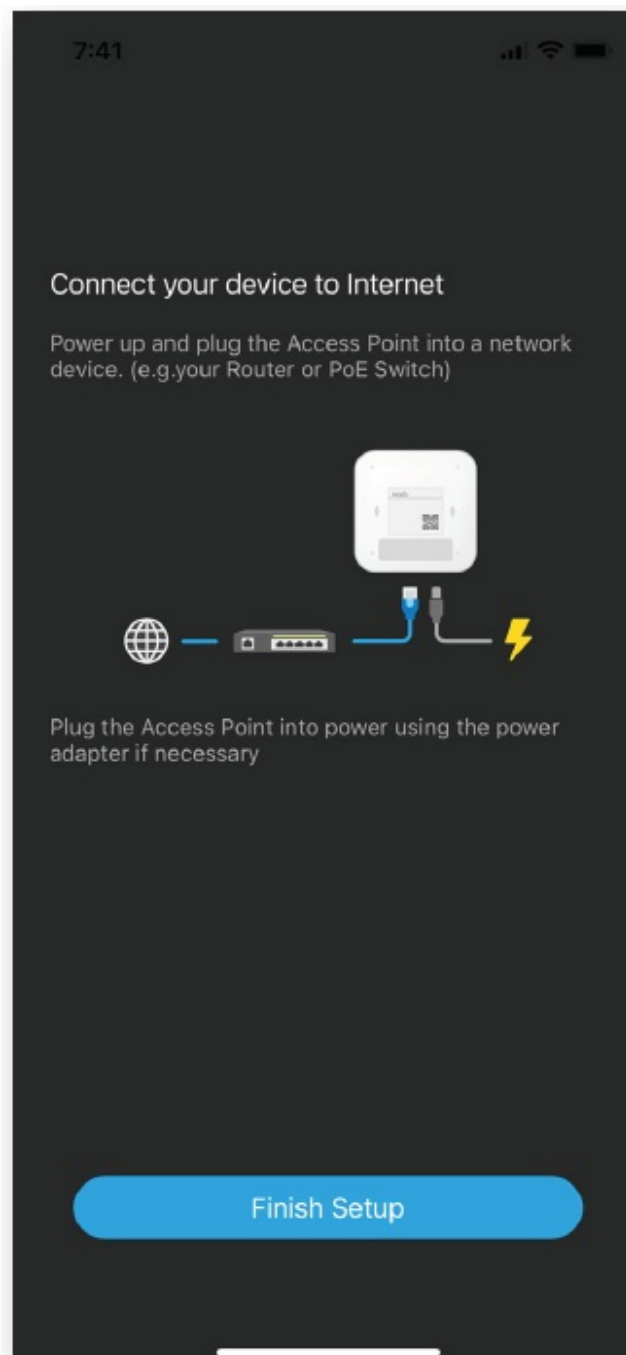 7:41
Connect your device to Internet
Power up and plug the Access Point into a network
device. (e.g.your Router or PoE Switch)
Plug the Access Point into power using the power
adapter if necessary
Finish Setup